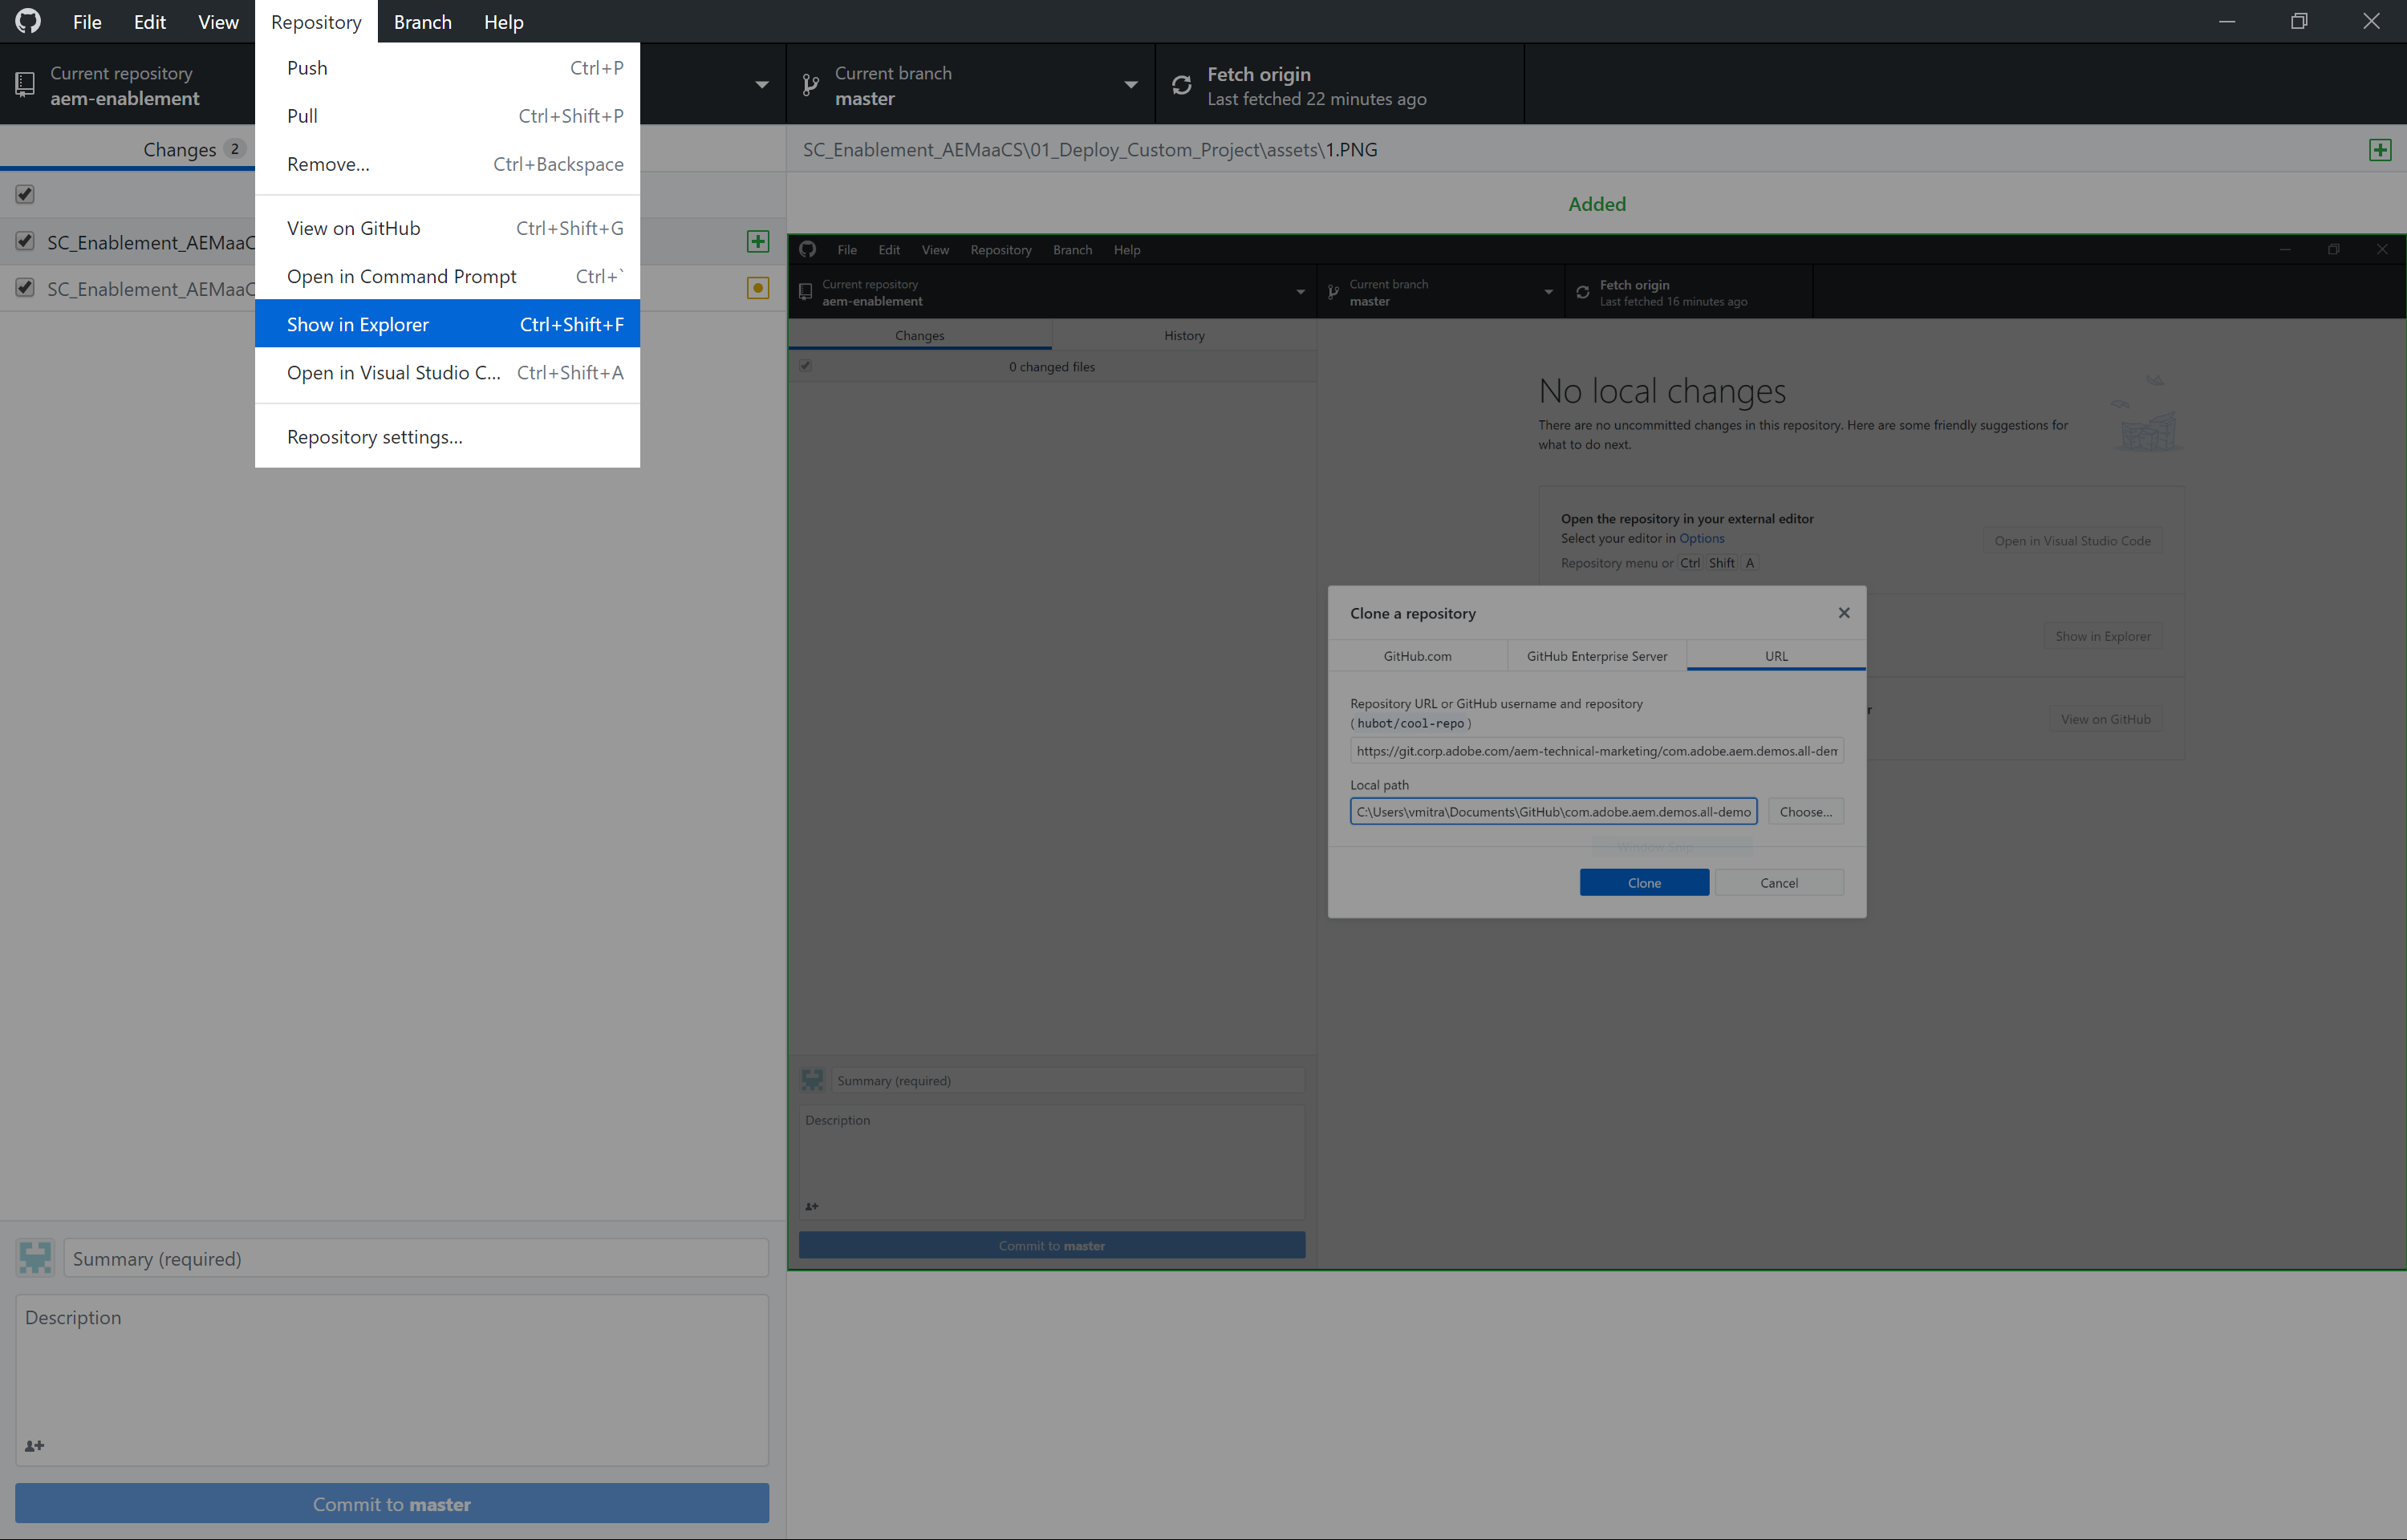 File Edit View Repository Branch Help
Current repository
aem-enablement
Current branch
master
Fetch origin
Last fetched 22 minutes ago
Changes 2
SC_Enablement_AEMaaC
SC_Enablement_AEMaaC
Push Ctrl+P
Pull Ctrl+Shift+P
Remove... Ctrl+Backspace
View on GitHub Ctrl+Shift+G
Open in Command Prompt Ctrl+`
Show in Explorer Ctrl+Shift+F
Open in Visual Studio C... Ctrl+Shift+A
Repository settings...
SC_Enablement_AEMaaCS\01_Deploy_Custom_Project\assets\1.PNG
Added
File Edit View Repository Branch Help
Current repository
aem-enablement
Current branch
master
Fetch origin
Last fetched 16 minutes ago
Changes History
0 changed files
No local changes
There are no uncommitted changes in this repository. Here are some friendly suggestions for
what to do next.
Open the repository in your external editor
Select your editor in Options
Repository menu or Ctrl Shift A
Open in Visual Studio Code
Show in Explorer
View on GitHub
Clone a repository
GitHub.com GitHub Enterprise Server URL
Repository URL or GitHub username and repository
(hubot/cool-repo)
https://git.corp.adobe.com/aem-technical-marketing/com.adobe.aem.demos.all-dem
Local path
C:\Users\vmitra\Documents\GitHub\com.adobe.aem.demos.all-demo
Choose...
Window Snip
Clone Cancel
Summary (required)
Description
Commit to master
Summary (required)
Description
Commit to master